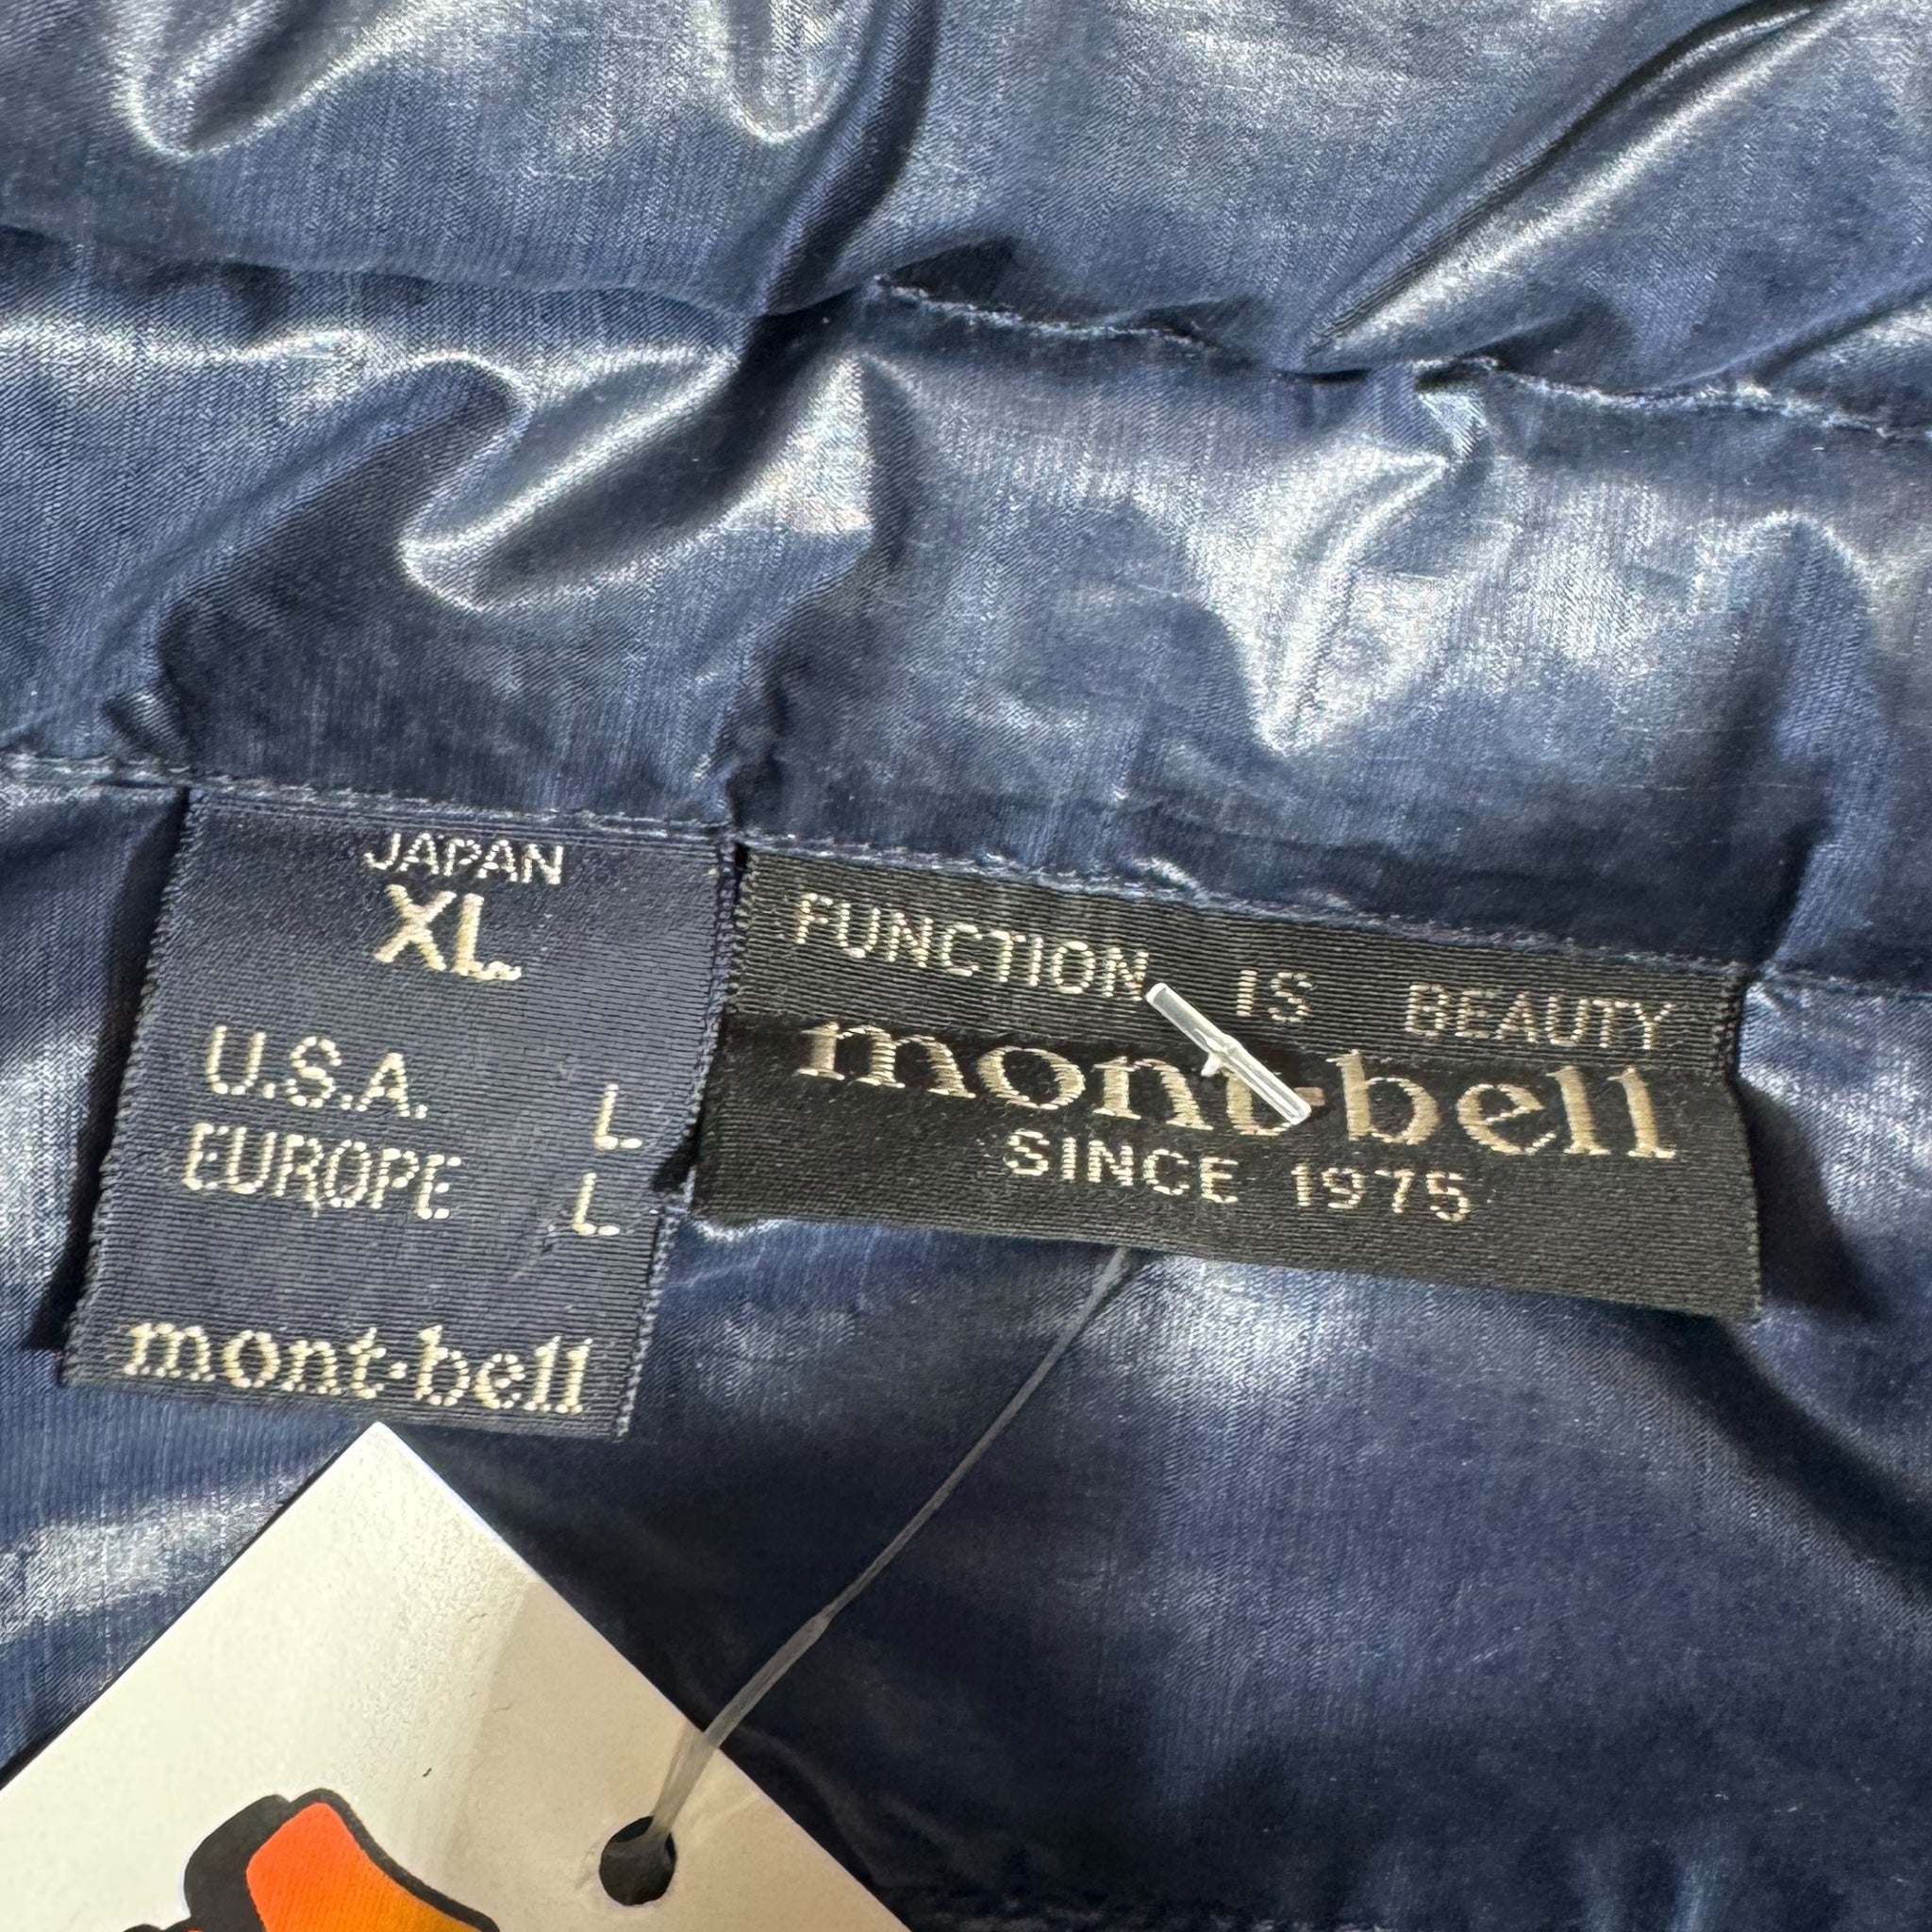 JAPAN
XL
U.S.A. L
EUROPE L
mont·bell
FUNCTION IS BEAUTY
mont·bell
SINCE 1975